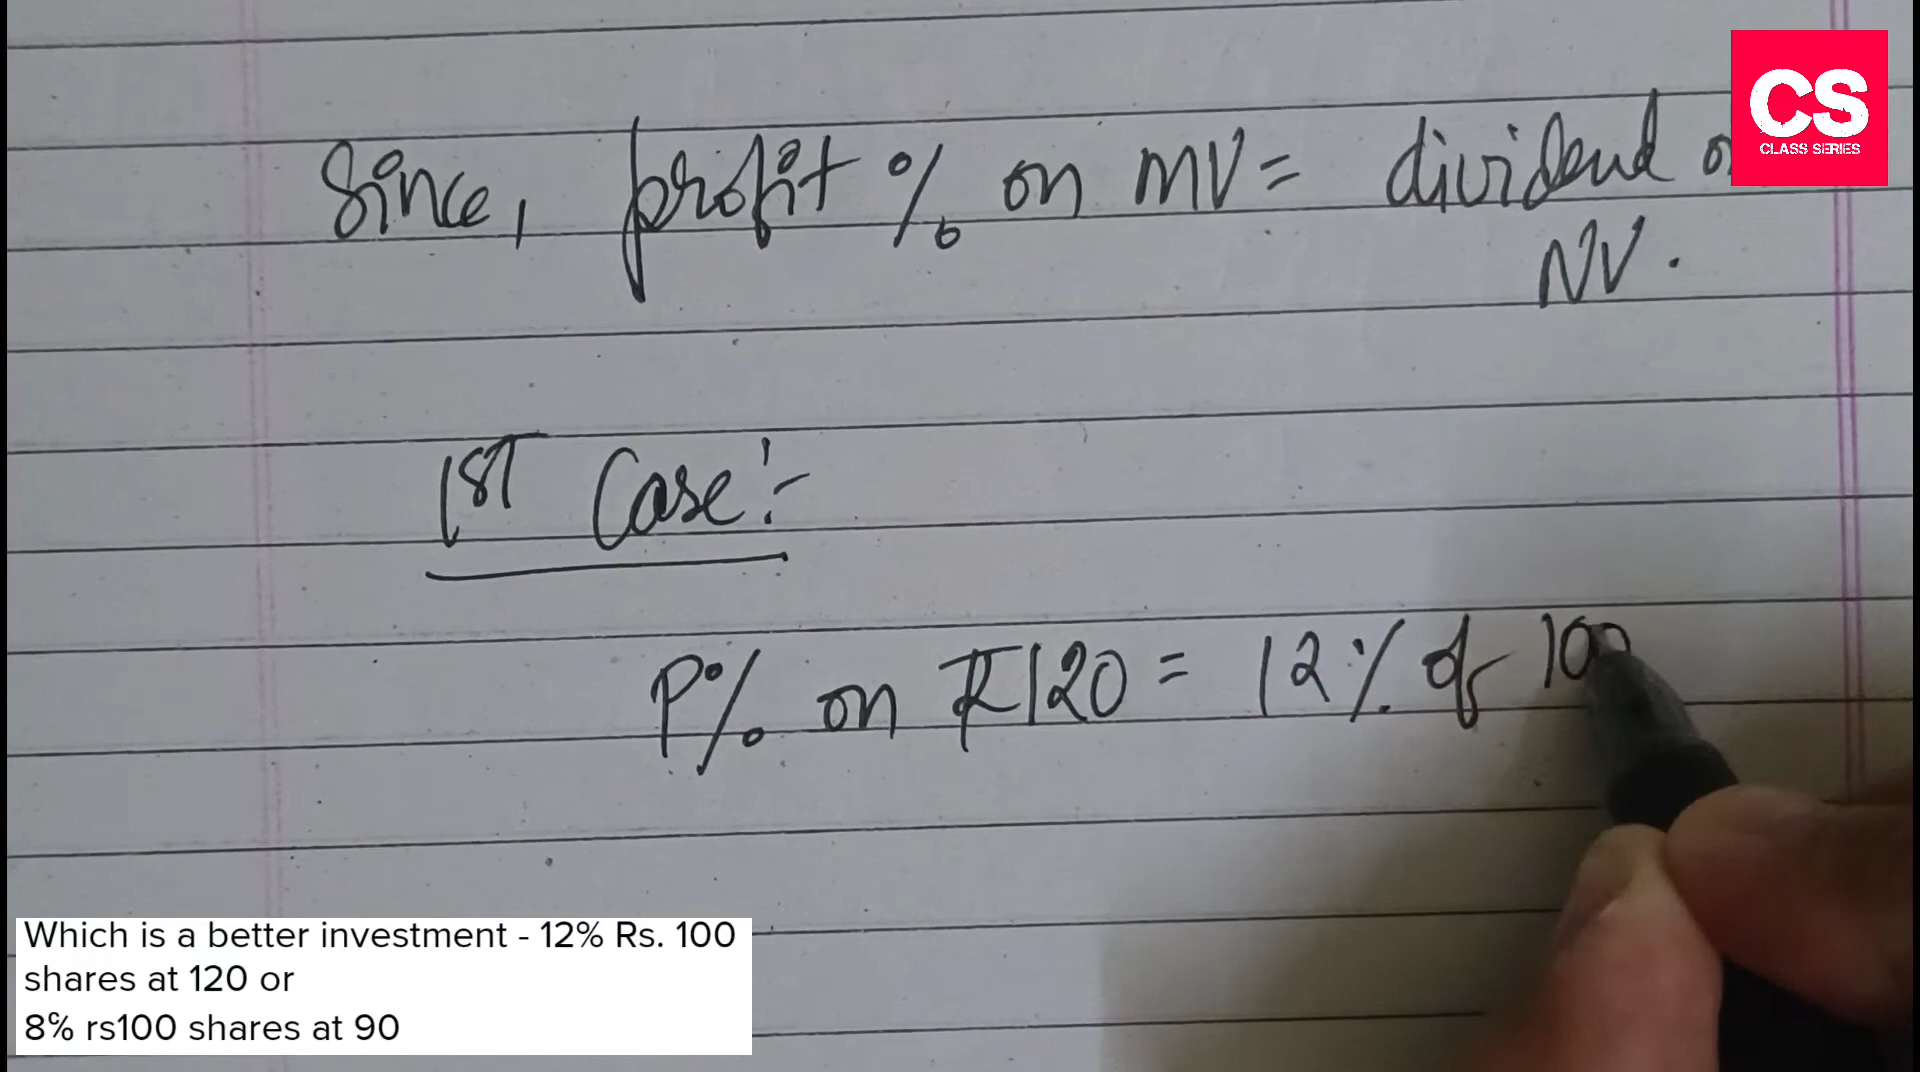 CS
CLASS SERIES
Since, profit % on MV = dividend
NV.
1ST Case :-
P% on ₹120 = 12% of 100
Which is a better investment - 12% Rs. 100
shares at 120 or
8% rs100 shares at 90